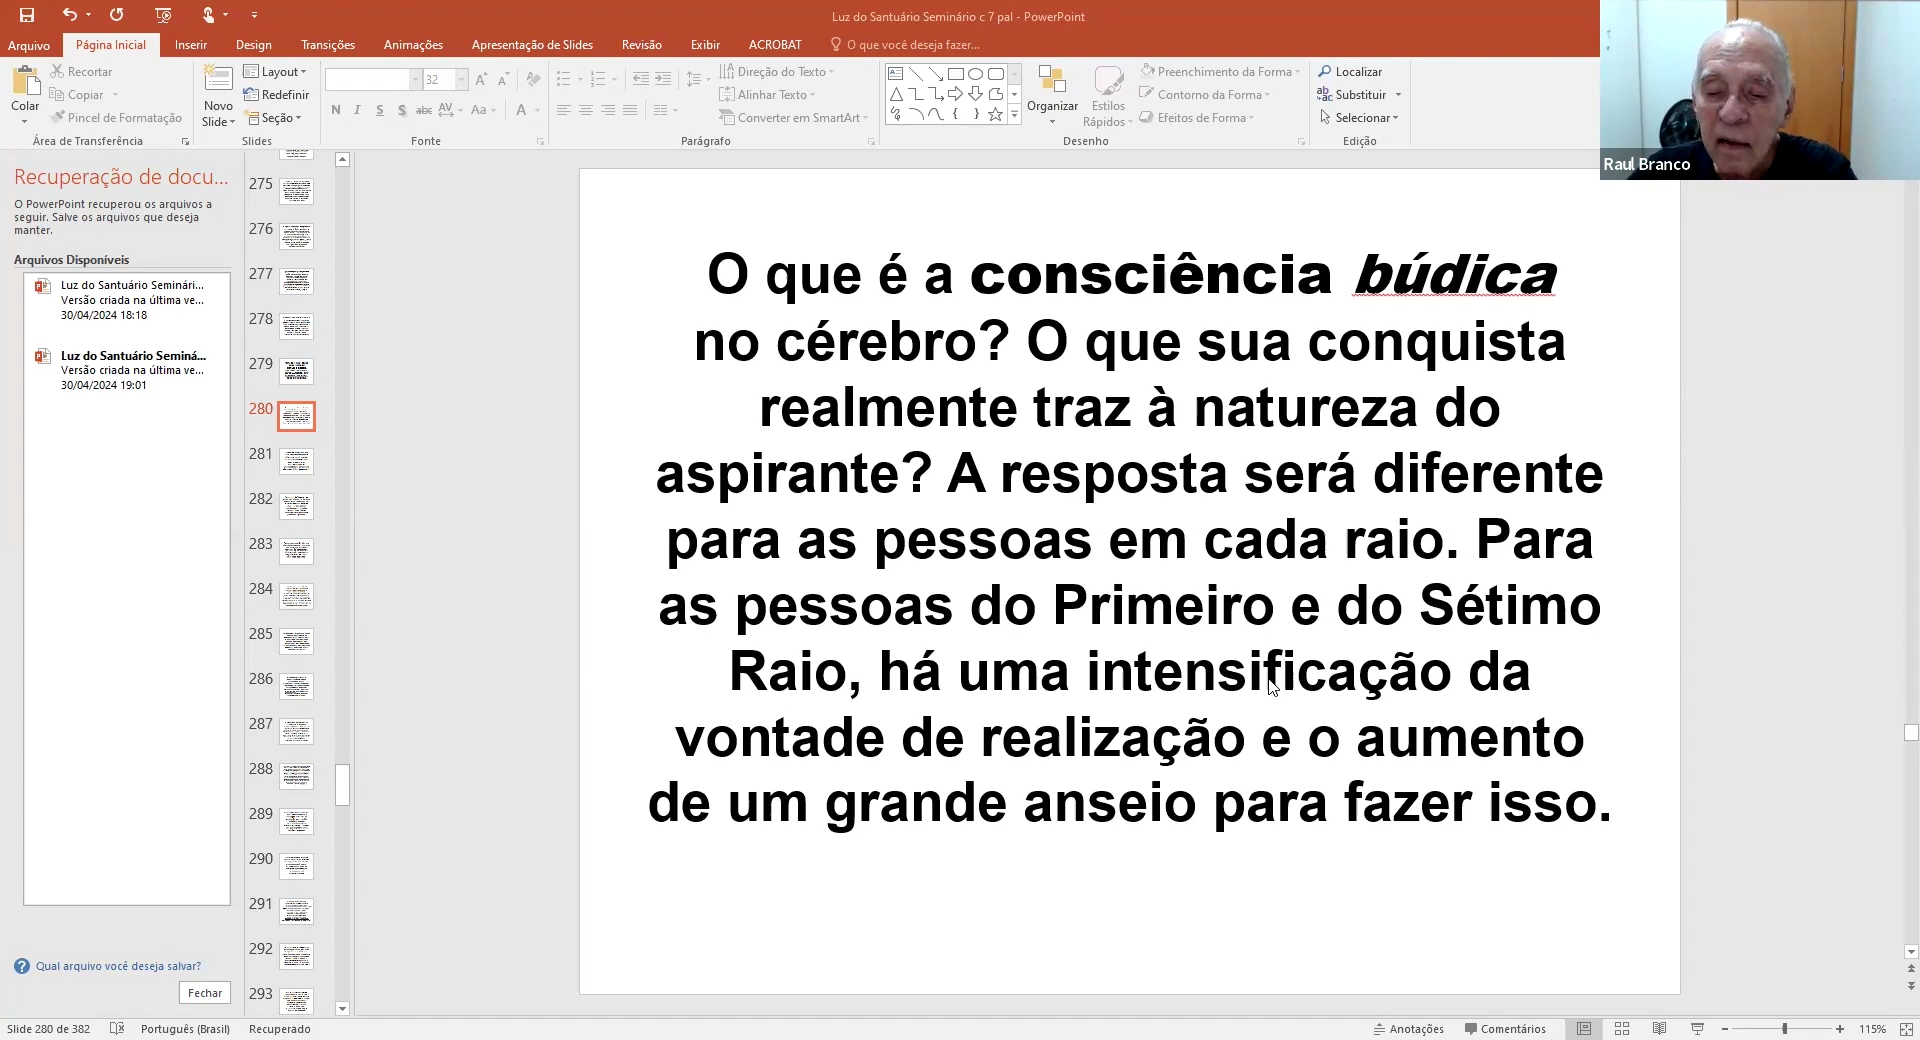 Luz do Santuário Seminário c 7 pal - PowerPoint
Arquivo Página Inicial Inserir Design Transições Animações Apresentação de Slides Revisão Exibir ACROBAT O que você deseja fazer...
Colar
Recortar
Copiar
Pincel de Formatação
Área de Transferência
Novo
Slide
Layout
Redefinir
Seção
Slides
32
N I S S abc AV Aa A
Fonte
Direção do Texto
Alinhar Texto
Converter em SmartArt
Parágrafo
Organizar
Estilos
Rápidos
Preenchimento da Forma
Contorno da Forma
Efeitos de Forma
Desenho
Localizar
Substituir
Selecionar
Edição
Raul Branco
Recuperação de docu...
O PowerPoint recuperou os arquivos a
seguir. Salve os arquivos que deseja
manter.
Arquivos Disponíveis
Luz do Santuário Seminári...
Versão criada na última ve...
30/04/2024 18:18
Luz do Santuário Seminá...
Versão criada na última ve...
30/04/2024 19:01
Qual arquivo você deseja salvar?
Fechar
275
276
277
278
279
280
281
282
283
284
285
286
287
288
289
290
291
292
293
O que é a consciência búdica
no cérebro? O que sua conquista
realmente traz à natureza do
aspirante? A resposta será diferente
para as pessoas em cada raio. Para
as pessoas do Primeiro e do Sétimo
Raio, há uma intensificação da
vontade de realização e o aumento
de um grande anseio para fazer isso.
Slide 280 de 382 Português (Brasil) Recuperado Anotações Comentários 115%